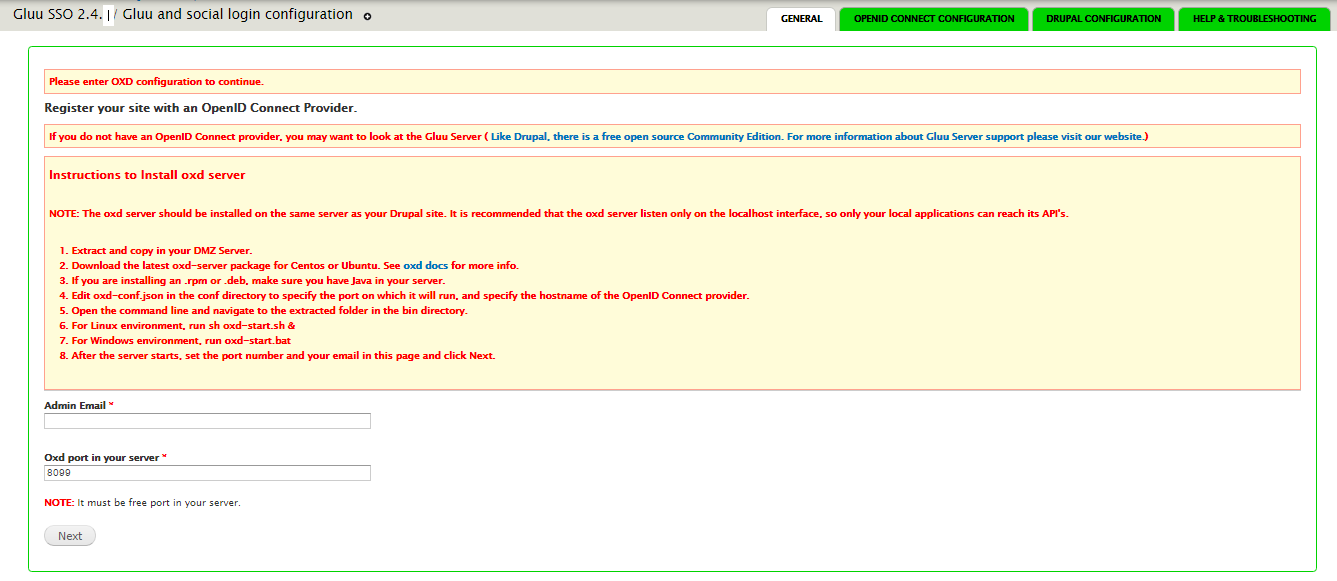 Gluu SSO 2.4. / Gluu and social login configuration
GENERAL
OPENID CONNECT CONFIGURATION
DRUPAL CONFIGURATION
HELP & TROUBLESHOOTING
Please enter OXD configuration to continue.
Register your site with an OpenID Connect Provider.
If you do not have an OpenID Connect provider, you may want to look at the Gluu Server ( Like Drupal, there is a free open source Community Edition. For more information about Gluu Server support please visit our website.)
Instructions to Install oxd server
NOTE: The oxd server should be installed on the same server as your Drupal site. It is recommended that the oxd server listen only on the localhost interface, so only your local applications can reach its API's.
1. Extract and copy in your DMZ Server.
2. Download the latest oxd-server package for Centos or Ubuntu. See oxd docs for more info.
3. If you are installing an .rpm or .deb, make sure you have Java in your server.
4. Edit oxd-conf.json in the conf directory to specify the port on which it will run, and specify the hostname of the OpenID Connect provider.
5. Open the command line and navigate to the extracted folder in the bin directory.
6. For Linux environment, run sh oxd-start.sh &
7. For Windows environment, run oxd-start.bat
8. After the server starts, set the port number and your email in this page and click Next.
Admin Email *
Oxd port in your server *
8099
NOTE: It must be free port in your server.
Next